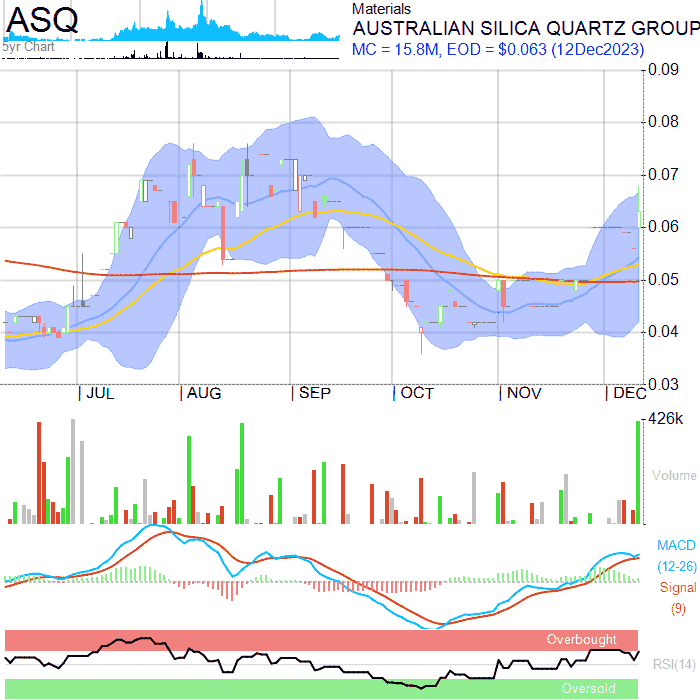 ASQ
5yr Chart
Materials
AUSTRALIAN SILICA QUARTZ GROUP
MC = 15.8M, EOD = $0.063 (12Dec2023)
0.09
0.08
0.07
0.06
0.05
0.04
0.03
JUL AUG SEP OCT NOV DEC
426k
Volume
MACD
(12-26)
Signal
(9)
Overbought
RSI(14)
Oversold